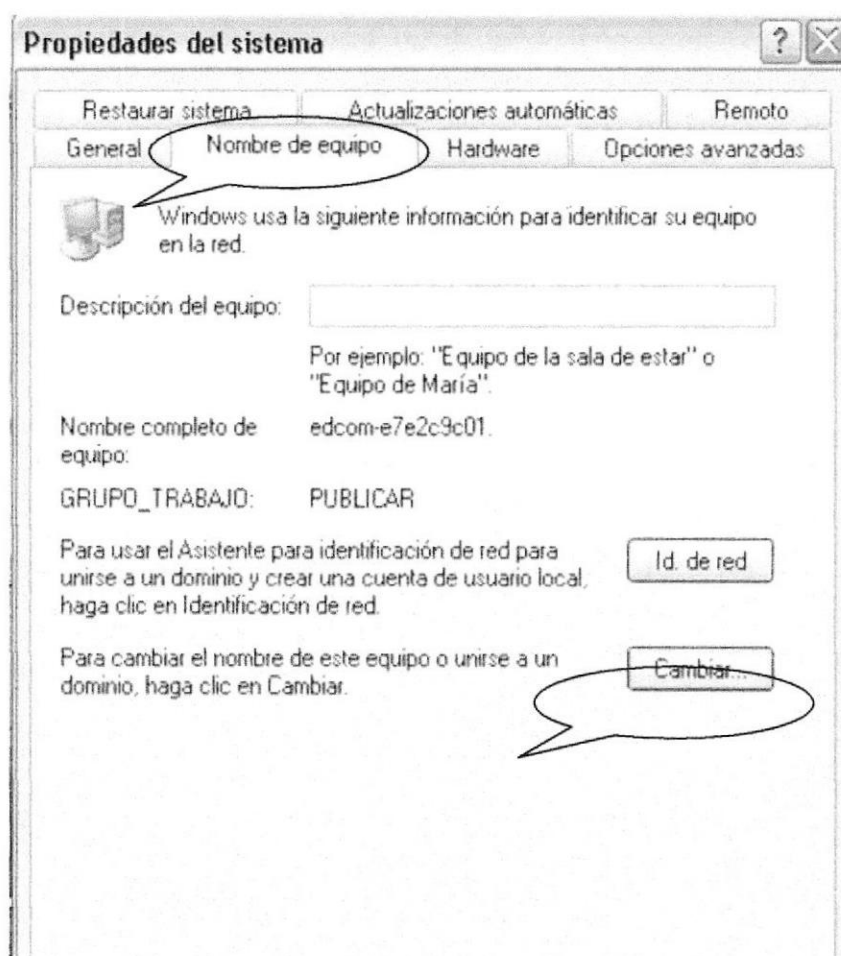 Propiedades del sistema
Restaurar sistema Actualizaciones automáticas Remoto
General Nombre de equipo Hardware Opciones avanzadas
Windows usa la siguiente información para identificar su equipo
en la red.
Descripción del equipo:
Por ejemplo: "Equipo de la sala de estar" o
"Equipo de María".
Nombre completo de
equipo:
edcom-e7e2c9c01.
GRUPO_TRABAJO: PUBLICAR
Para usar el Asistente para identificación de red para
unirse a un dominio y crear una cuenta de usuario local,
haga clic en Identificación de red.
Id. de red
Para cambiar el nombre de este equipo o unirse a un
dominio, haga clic en Cambiar.
Cambiar...